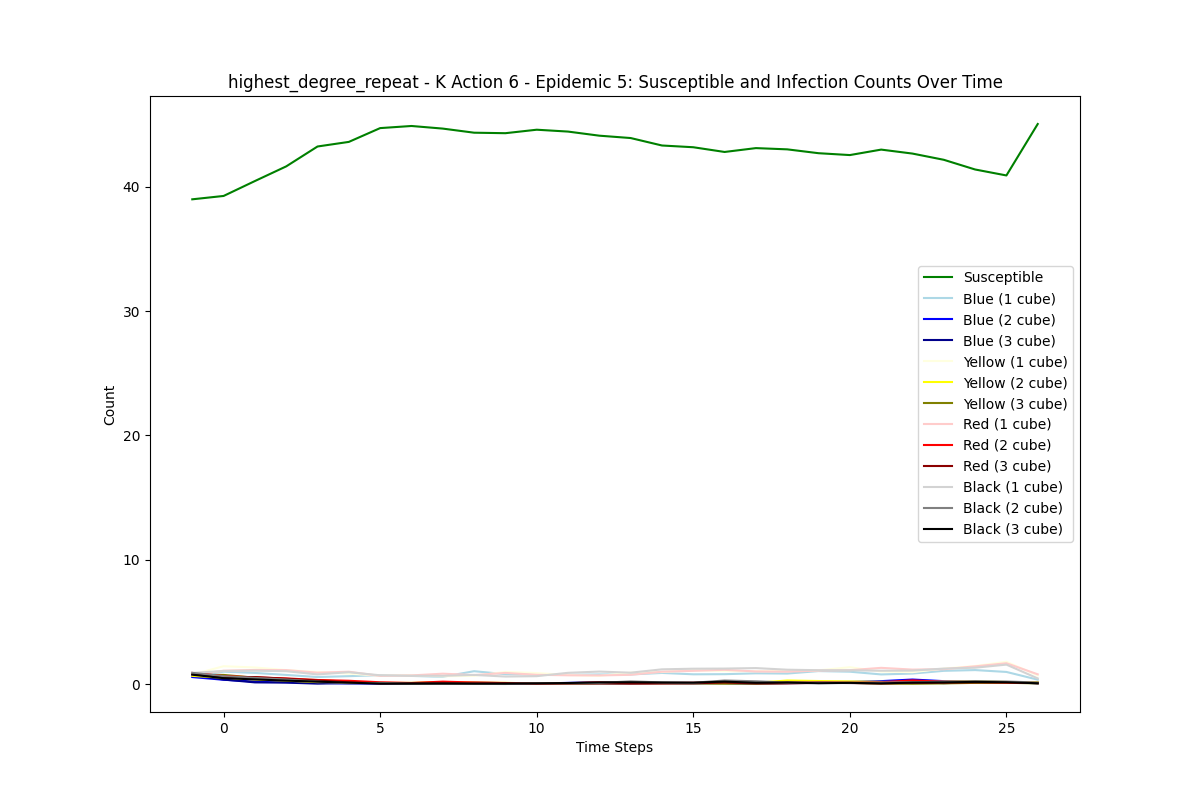 highest_degree_repeat - K Action 6 - Epidemic 5: Susceptible and Infection Counts Over Time
Count
40
30
20
10
0
Susceptible
Blue (1 cube)
Blue (2 cube)
Blue (3 cube)
Yellow (1 cube)
Yellow (2 cube)
Yellow (3 cube)
Red (1 cube)
Red (2 cube)
Red (3 cube)
Black (1 cube)
Black (2 cube)
Black (3 cube)
0 5 10 15 20 25
Time Steps